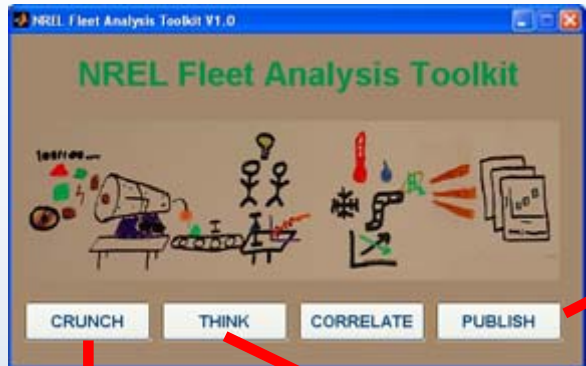 NREL Fleet Analysis Toolkit V1.0
NREL Fleet Analysis Toolkit
CRUNCH
THINK
CORRELATE
PUBLISH